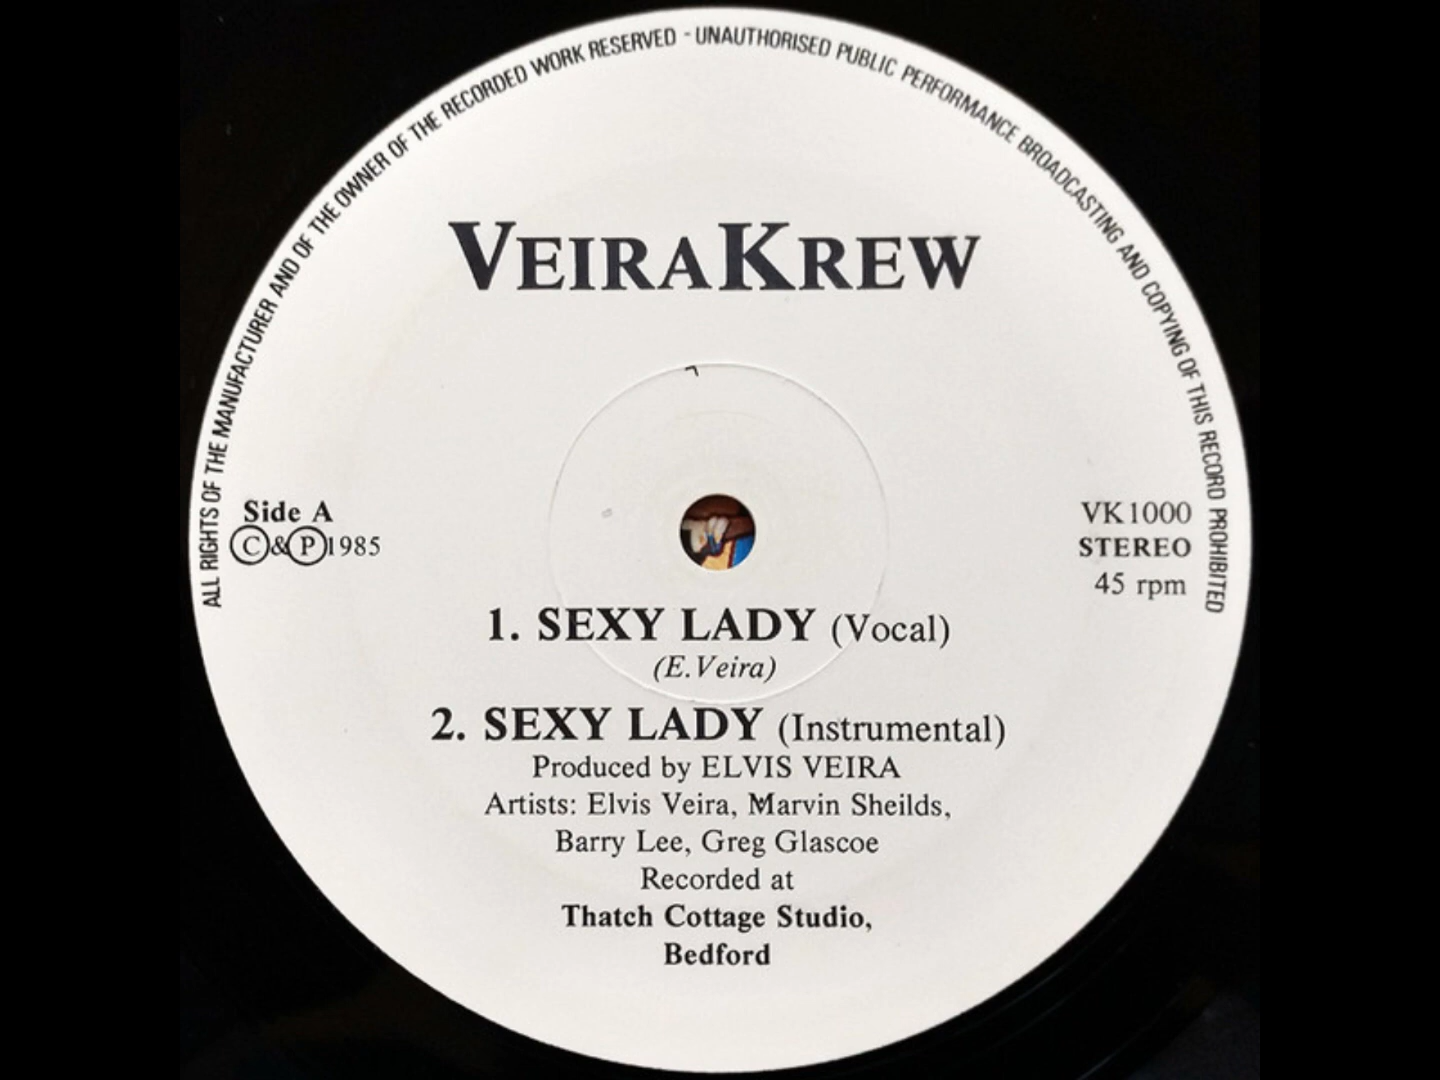 ALL RIGHTS OF THE MANUFACTURER AND OF THE OWNER OF THE RECORDED WORK RESERVED - UNAUTHORISED PUBLIC PERFORMANCE BROADCASTING AND COPYING OF THIS RECORD PROHIBITED
VEIRAKREW
Side A
Ⓒ&Ⓟ1985
VK1000
STEREO
45 rpm
1. SEXY LADY (Vocal)
(E.Veira)
2. SEXY LADY (Instrumental)
Produced by ELVIS VEIRA
Artists: Elvis Veira, Marvin Sheilds,
Barry Lee, Greg Glascoe
Recorded at
Thatch Cottage Studio,
Bedford